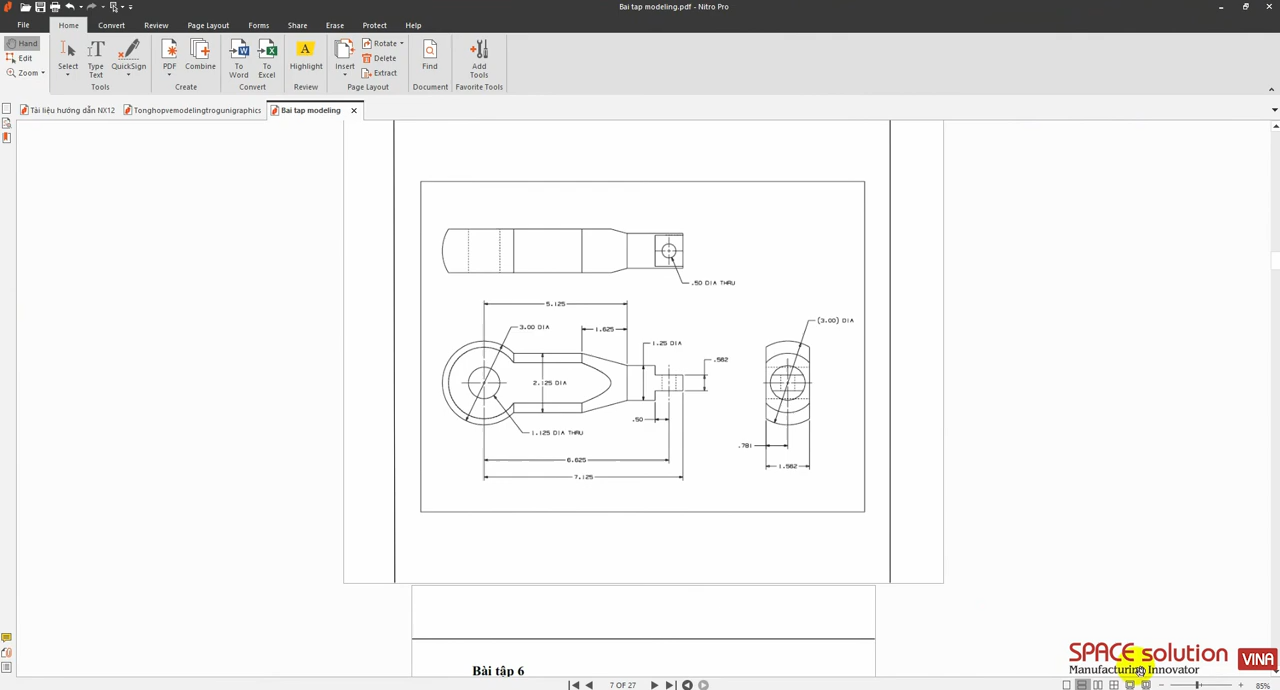 Bai tap modeling.pdf - Nitro Pro
File Home Convert Review Page Layout Forms Share Erase Protect Help
Hand
Edit
Zoom
Select
Type Text
QuickSign
Tools
PDF
Combine
Create
To Word
To Excel
Convert
Highlight
Review
Insert
Rotate
Delete
Extract
Page Layout
Find
Document
Add Tools
Favorite Tools
Tài liệu hướng dẫn NX12 Tonghopvemodelingtrogunigraphics Bai tap modeling
.50 DIA THRU
5.125
3.00 DIA
1.625
(3.00) DIA
1.25 DIA
.562
2.125 DIA
.50
1.125 DIA THRU
.781
6.625
1.562
7.125
Bài tập 6
SPACE solution
Manufacturing Innovator
VINA
7 OF 27
85%